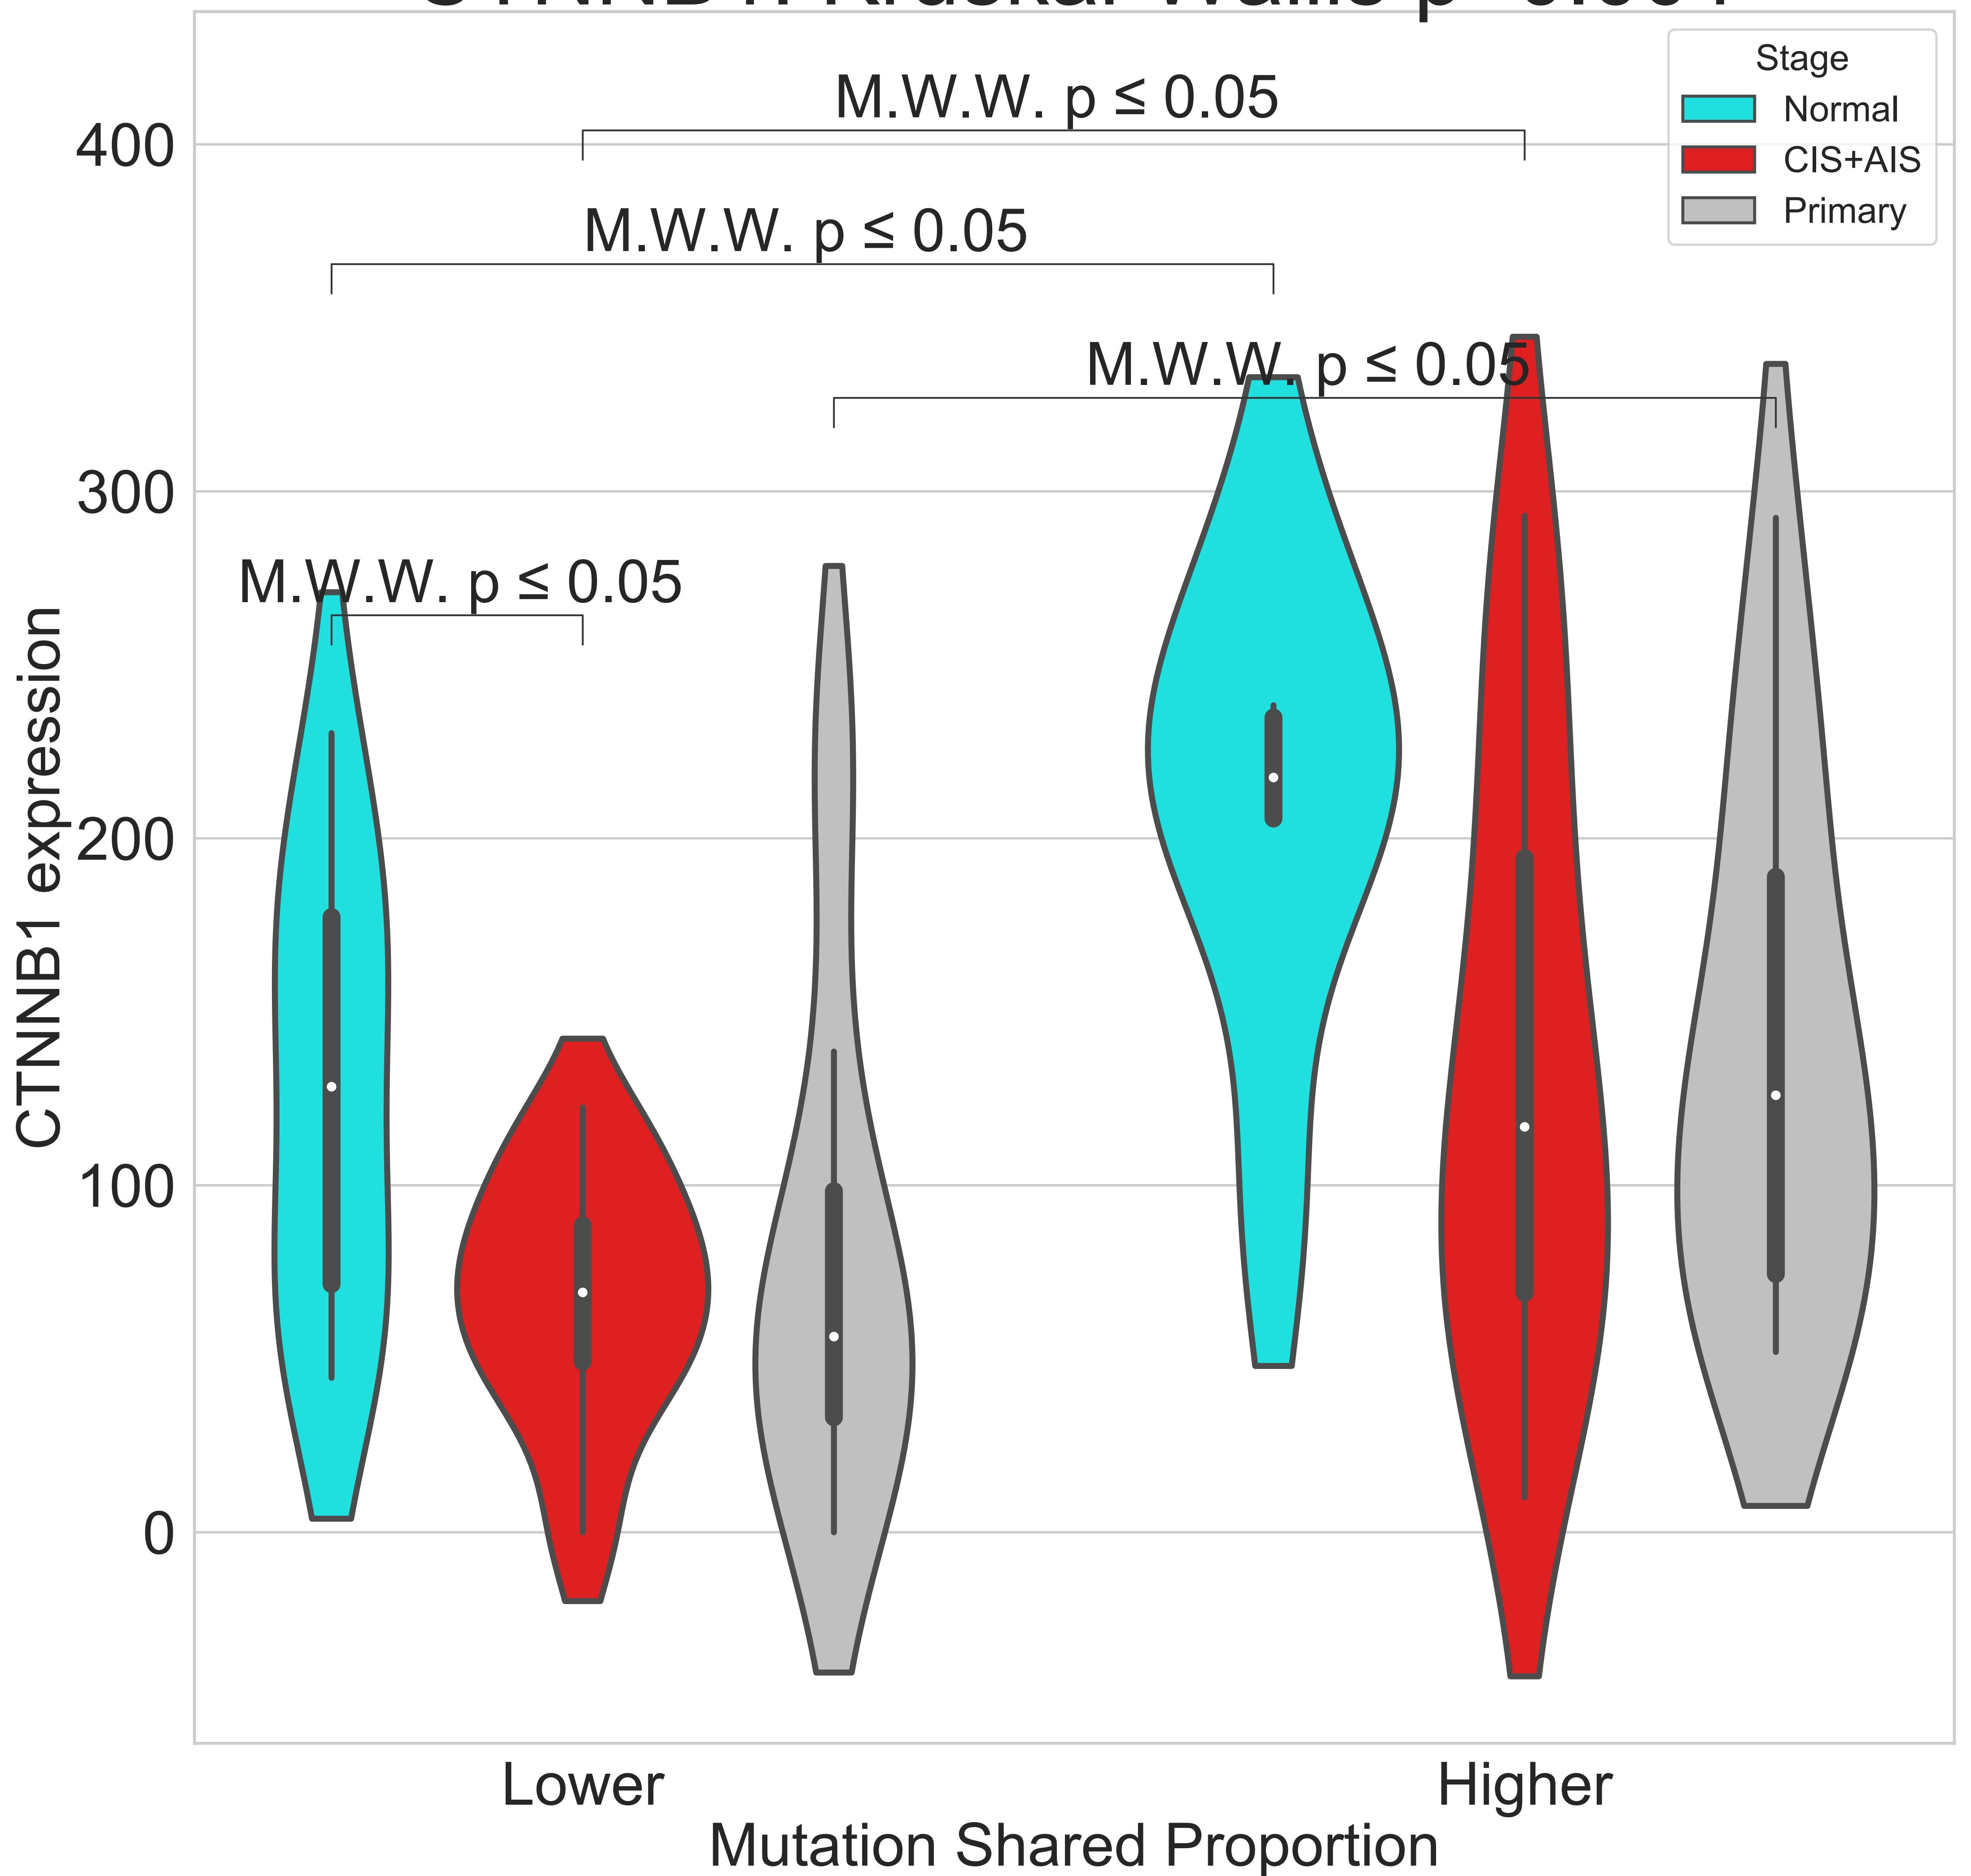 Stage
Normal
CIS+AIS
Primary
M.W.W. p ≤ 0.05
M.W.W. p ≤ 0.05
M.W.W. p ≤ 0.05
M.W.W. p ≤ 0.05
400
300
200
100
0
CTNNB1 expression
Lower
Higher
Mutation Shared Proportion